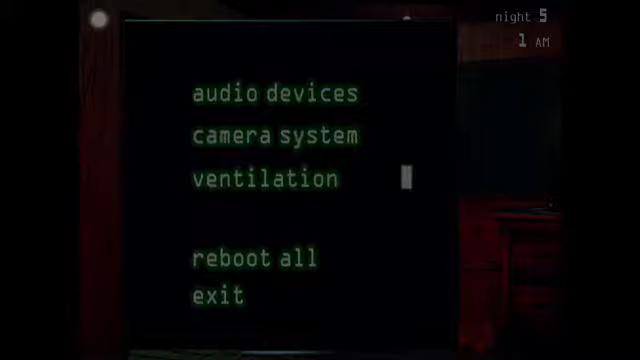 night 5
1 AM
audio devices
camera system
ventilation
reboot all
exit